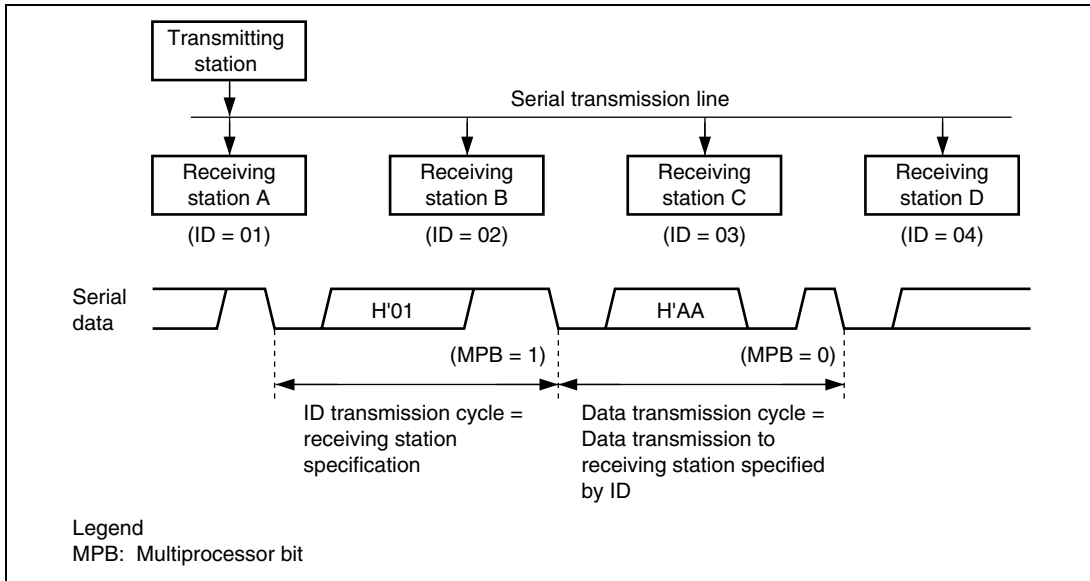 Transmitting
station
Serial transmission line
Receiving
station A
Receiving
station B
Receiving
station C
Receiving
station D
(ID = 01)
(ID = 02)
(ID = 03)
(ID = 04)
Serial
data
H'01
H'AA
(MPB = 1)
(MPB = 0)
ID transmission cycle =
receiving station
specification
Data transmission cycle =
Data transmission to
receiving station specified
by ID
Legend
MPB: Multiprocessor bit